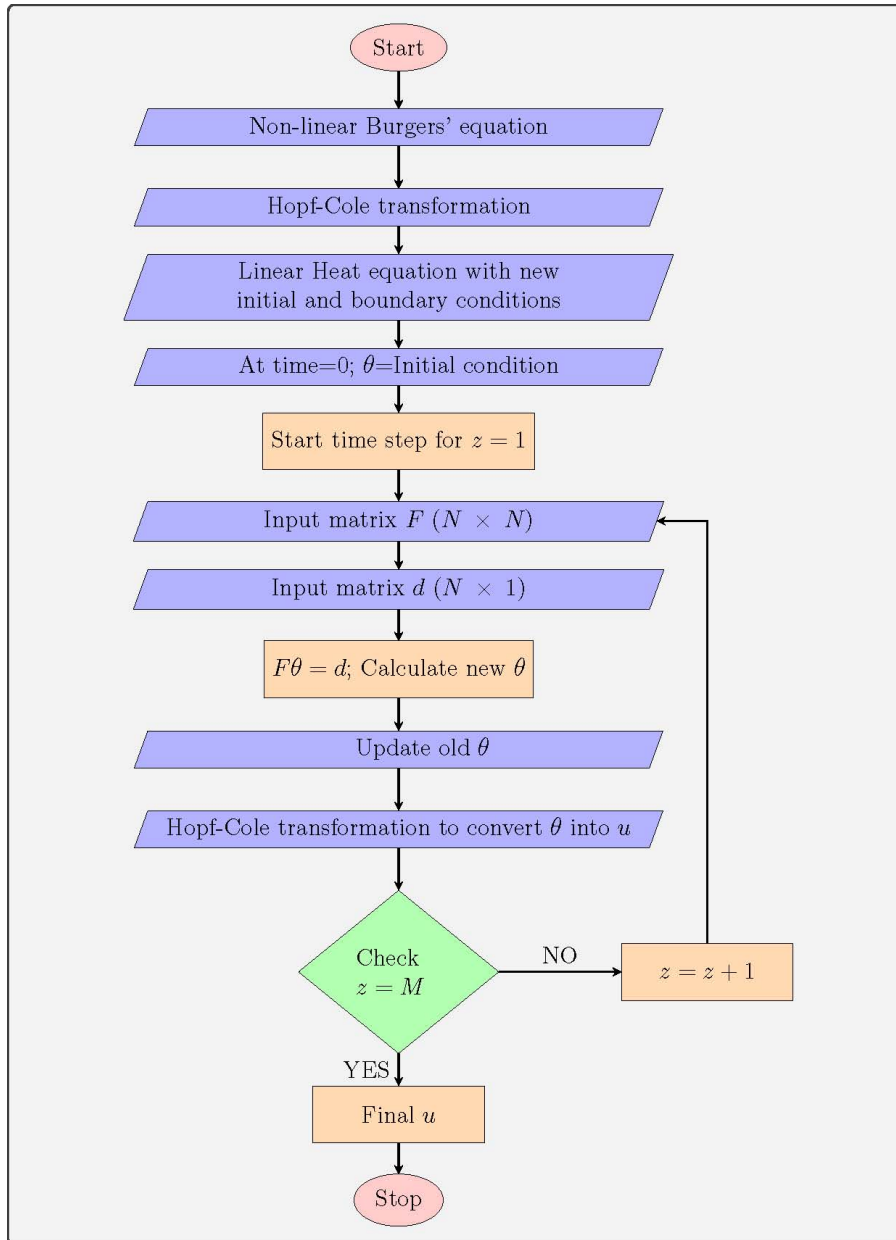 Start
Non-linear Burgers' equation
Hopf-Cole transformation
Linear Heat equation with new
initial and boundary conditions
At time=0; θ=Initial condition
Start time step for z = 1
Input matrix F (N × N)
Input matrix d (N × 1)
Fθ = d; Calculate new θ
Update old θ
Hopf-Cole transformation to convert θ into u
Check
z = M
NO
z = z + 1
YES
Final u
Stop